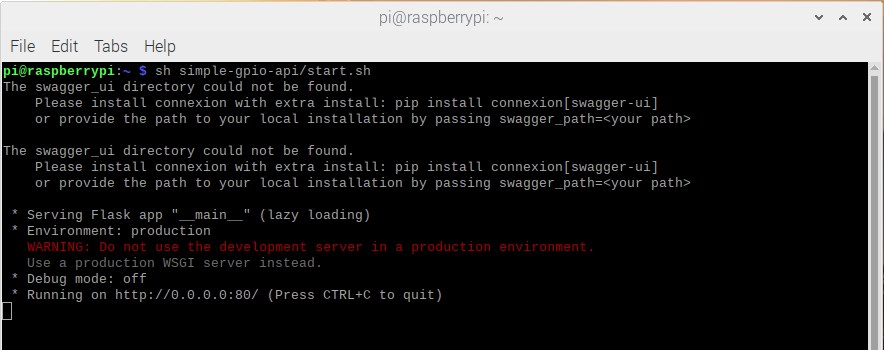 pi@raspberrypi: ~
File Edit Tabs Help
pi@raspberrypi:~ $ sh simple-gpio-api/start.sh
The swagger_ui directory could not be found.
    Please install connexion with extra install: pip install connexion[swagger-ui]
    or provide the path to your local installation by passing swagger_path=<your path>

The swagger_ui directory could not be found.
    Please install connexion with extra install: pip install connexion[swagger-ui]
    or provide the path to your local installation by passing swagger_path=<your path>

 * Serving Flask app "__main__" (lazy loading)
 * Environment: production
   WARNING: Do not use the development server in a production environment.
   Use a production WSGI server instead.
 * Debug mode: off
 * Running on http://0.0.0.0:80/ (Press CTRL+C to quit)